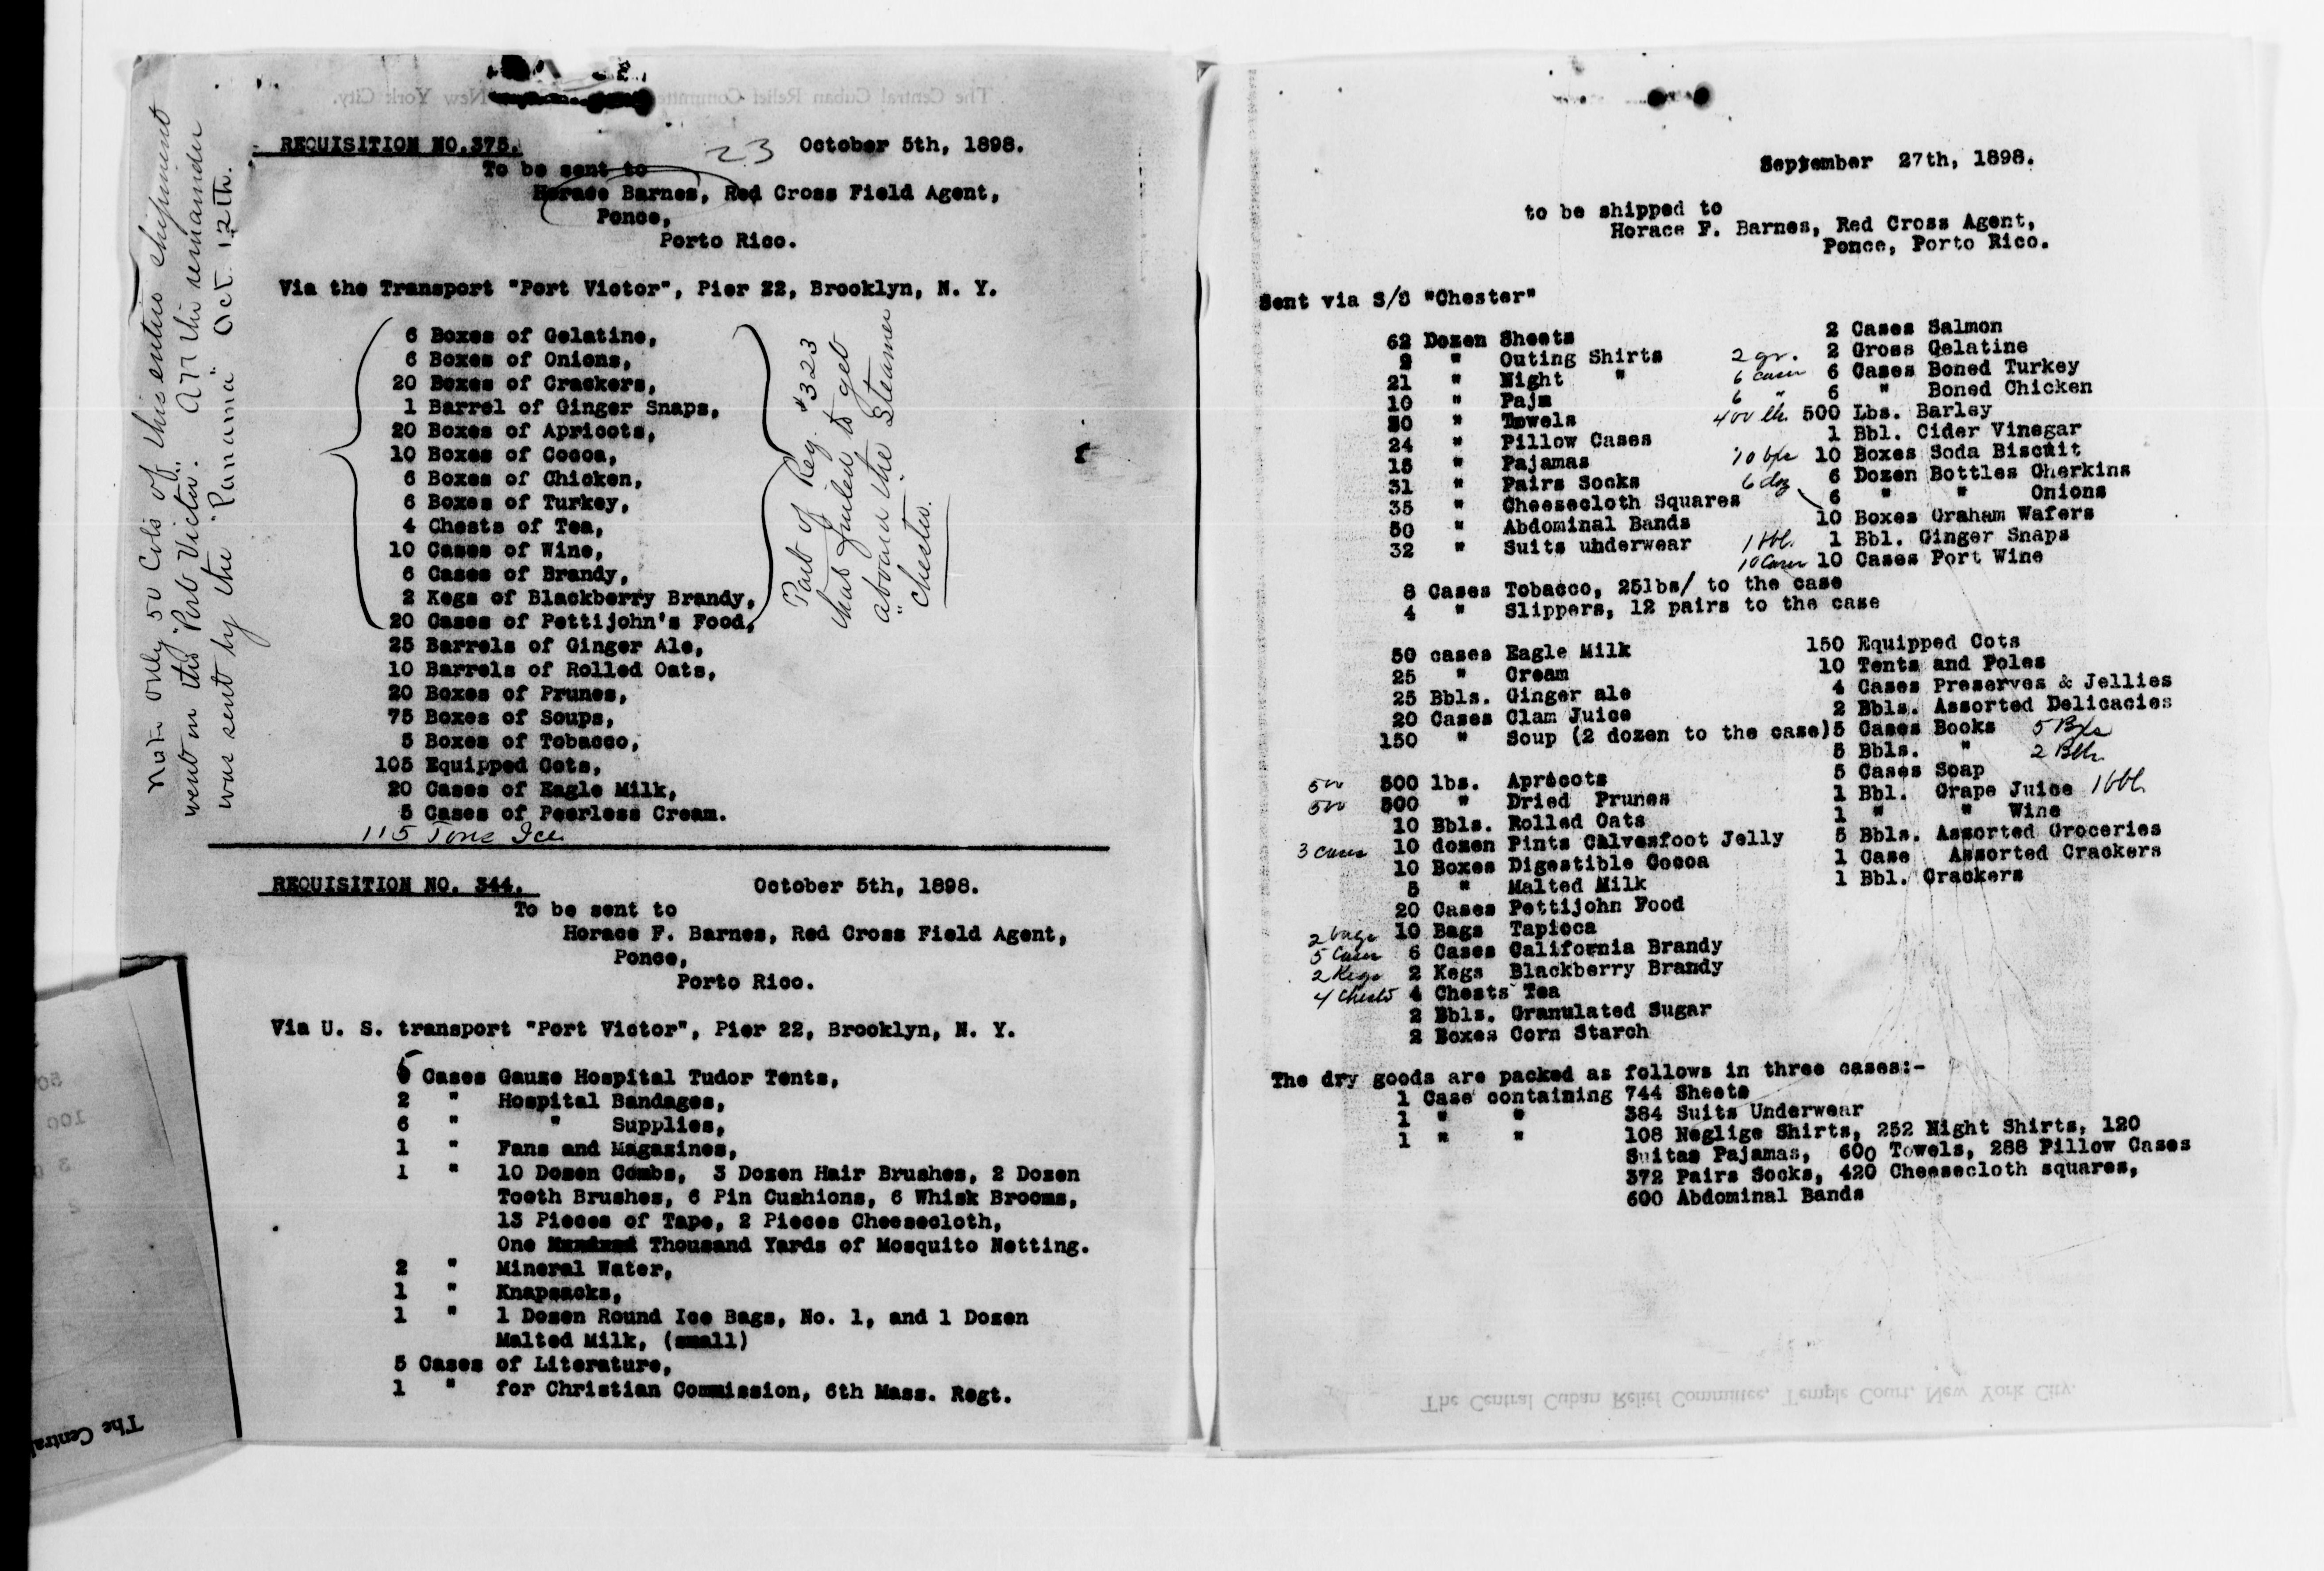 The Central Cuban Relief Committee New York City.
REQUISITION NO.375. 23 October 5th, 1898.
To be sent to
Horace Barnes, Red Cross Field Agent,
Ponce,
Porto Rico.
Via the Transport "Port Victor", Pier 22, Brooklyn, N. Y.
6 Boxes of Gelatine,
6 Boxes of Onions,
20 Boxes of Crackers,
1 Barrel of Ginger Snaps,
20 Boxes of Apricots,
10 Boxes of Cocoa,
6 Boxes of Chicken,
6 Boxes of Turkey,
4 Chests of Tea,
10 Cases of Wine,
6 Cases of Brandy,
2 Kegs of Blackberry Brandy,
20 Cases of Pettijohn's Food,
25 Barrels of Ginger Ale,
10 Barrels of Rolled Oats,
20 Boxes of Prunes,
75 Boxes of Soups,
5 Boxes of Tobacco,
105 Equipped Cots,
20 Cases of Eagle Milk,
5 Cases of Peerless Cream.
115 Tons Ice
Part of Reg. #323
that failed to get
aboard the Steamer
"Chester".
Note only 50 Cots of this entire shipment
went in the "Port Victor". All the remainder
was sent by the "Panama" Oct. 12th.
REQUISITION NO. 344. October 5th, 1898.
To be sent to
Horace F. Barnes, Red Cross Field Agent,
Ponce,
Porto Rico.
Via U. S. transport "Port Victor", Pier 22, Brooklyn, N. Y.
5 Cases Gauze Hospital Tudor Tents,
2 " Hospital Bandages,
6 " " Supplies,
1 " Fans and Magazines,
1 " 10 Dozen Combs, 3 Dozen Hair Brushes, 2 Dozen
Tooth Brushes, 6 Pin Cushions, 6 Whisk Brooms,
13 Pieces of Tape, 2 Pieces Cheesecloth,
One Hundred Thousand Yards of Mosquito Netting.
2 " Mineral Water,
1 " Knapsacks,
1 " 1 Dozen Round Ice Bags, No. 1, and 1 Dozen
Malted Milk, (small)
5 Cases of Literature,
1 " for Christian Commission, 6th Mass. Regt.
The Central
September 27th, 1898.
to be shipped to
Horace F. Barnes, Red Cross Agent,
Ponce, Porto Rico.
Sent via S/S "Chester"
62 Dozen Sheets
9 " Outing Shirts
21 " Night "
10 " Paja
50 " Towels
24 " Pillow Cases
15 " Pajamas
31 " Pairs Socks
35 " Cheesecloth Squares
50 " Abdominal Bands
32 " Suits underwear
2 Cases Salmon
2 gr. 2 Gross Gelatine
6 cases 6 Cases Boned Turkey
6 " 6 " Boned Chicken
400 lb. 500 Lbs. Barley
1 Bbl. Cider Vinegar
10 bxs 10 Boxes Soda Biscuit
6 doz 6 Dozen Bottles Gherkins
6 " " Onions
10 Boxes Graham Wafers
1 bbl. 1 Bbl. Ginger Snaps
10 Cases 10 Cases Port Wine
8 Cases Tobacco, 25lbs/ to the case
4 " Slippers, 12 pairs to the case
50 cases Eagle Milk
25 " Cream
25 Bbls. Ginger ale
20 Cases Clam Juice
150 " Soup (2 dozen to the case)
500 500 lbs. Apricots
500 500 " Dried Prunes
10 Bbls. Rolled Oats
3 cases 10 dozen Pints Calvesfoot Jelly
10 Boxes Digestible Cocoa
5 " Malted Milk
20 Cases Pettijohn Food
2 bags 10 Bags Tapioca
5 Cases 6 Cases California Brandy
2 Kegs 2 Kegs Blackberry Brandy
4 Chests 4 Chests Tea
2 Bbls. Granulated Sugar
2 Boxes Corn Starch
150 Equipped Cots
10 Tents and Poles
4 Cases Preserves & Jellies
2 Bbls. Assorted Delicacies
5 Cases Books 5 Bxs
5 Bbls. " 2 Bbls
5 Cases Soap
1 Bbl. Grape Juice 1 bbl
1 " " Wine
5 Bbls. Assorted Groceries
1 Case Assorted Crackers
1 Bbl. Crackers
The dry goods are packed as follows in three cases:-
1 Case containing 744 Sheets
1 " " 384 Suits Underwear
1 " " 108 Neglige Shirts, 252 Night Shirts, 120
Suitas Pajamas, 600 Towels, 288 Pillow Cases
372 Pairs Socks, 420 Cheesecloth squares,
600 Abdominal Bands
The Central Cuban Relief Committee, Temple Court, New York City.